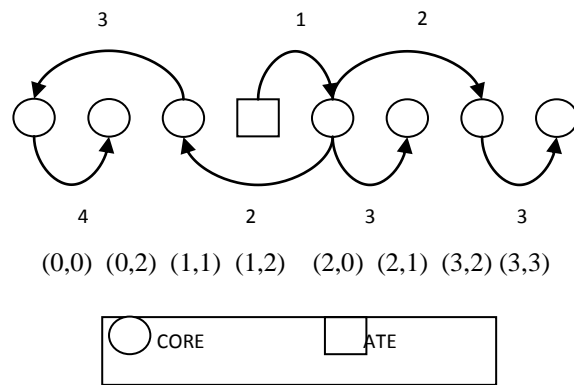 3 1 2
4 2 3 3
(0,0) (0,2) (1,1) (1,2) (2,0) (2,1) (3,2) (3,3)
CORE ATE